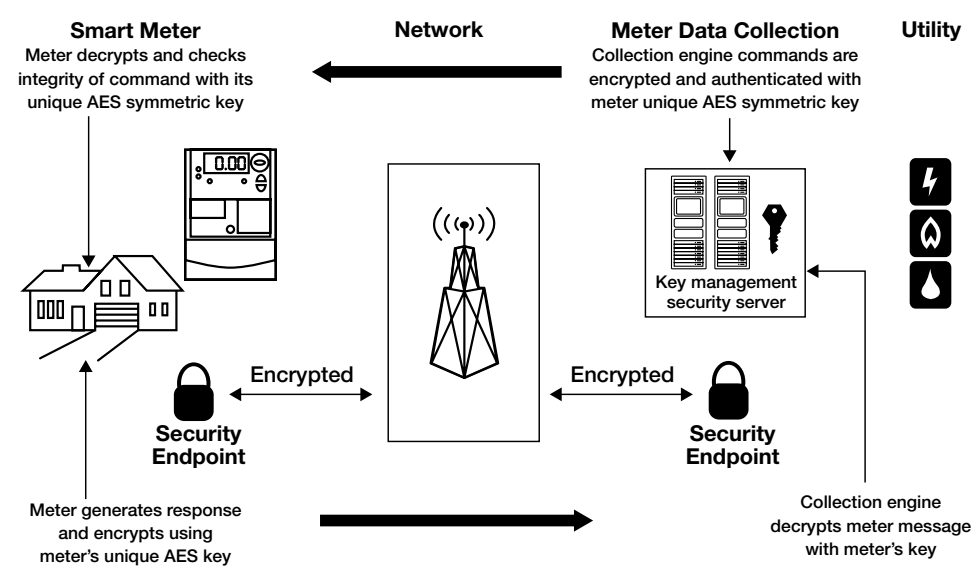 Smart Meter
Meter decrypts and checks
integrity of command with its
unique AES symmetric key
Network
Meter Data Collection
Collection engine commands are
encrypted and authenticated with
meter unique AES symmetric key
Utility
0.00
Key management
security server
Encrypted
Security
Endpoint
Encrypted
Security
Endpoint
Meter generates response
and encrypts using
meter’s unique AES key
Collection engine
decrypts meter message
with meter’s key